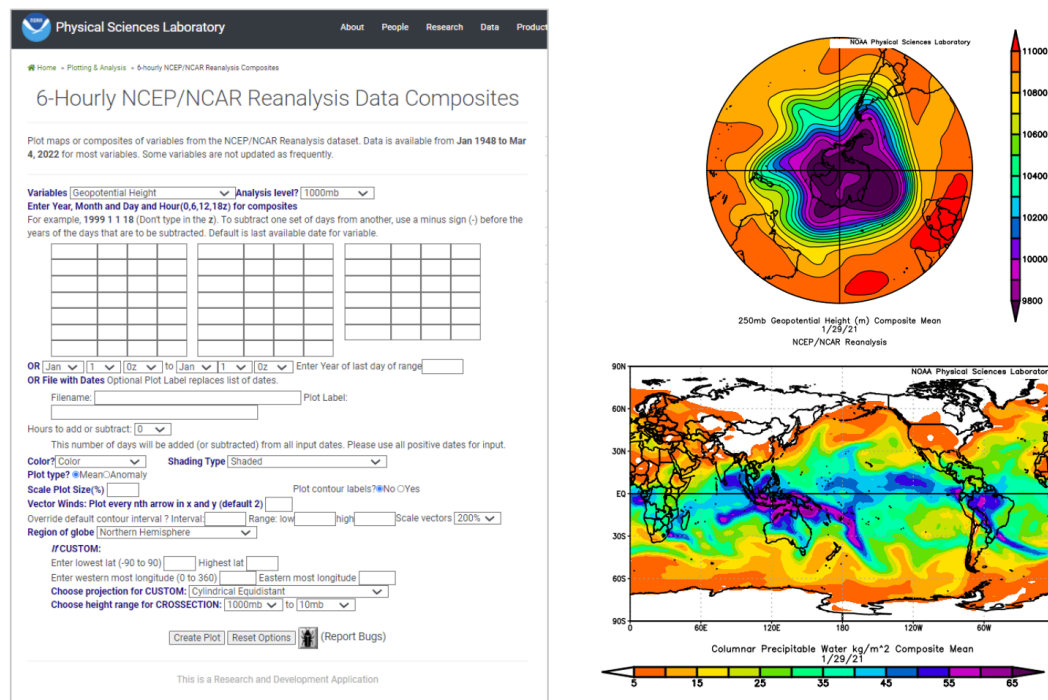 Physical Sciences Laboratory
About People Research Data Product
Home » Plotting & Analysis » 6-hourly NCEP/NCAR Reanalysis Composites
6-Hourly NCEP/NCAR Reanalysis Data Composites
Plot maps or composites of variables from the NCEP/NCAR Reanalysis dataset. Data is available from Jan 1948 to Mar
4, 2022 for most variables. Some variables are not updated as frequently.
Variables Geopotential Height Analysis level? 1000mb
Enter Year, Month and Day and Hour(0,6,12,18z) for composites
For example, 1999 1 1 18 (Don't type in the z). To subtract one set of days from another, use a minus sign (-) before the
years of the days that are to be subtracted. Default is last available date for variable.
OR Jan 1 0z to Jan 1 0z Enter Year of last day of range
OR File with Dates Optional Plot Label replaces list of dates.
Filename: Plot Label:
Hours to add or subtract: 0
This number of days will be added (or subtracted) from all input dates. Please use all positive dates for input.
Color? Color Shading Type Shaded
Plot type? Mean Anomaly
Scale Plot Size(%) Plot contour labels? No Yes
Vector Winds: Plot every nth arrow in x and y (default 2)
Override default contour interval ? Interval: Range: low high Scale vectors 200%
Region of globe Northern Hemisphere
If CUSTOM:
Enter lowest lat (-90 to 90) Highest lat
Enter western most longitude (0 to 360) Eastern most longitude
Choose projection for CUSTOM: Cylindrical Equidistant
Choose height range for CROSSECTION: 1000mb to 10mb
Create Plot Reset Options (Report Bugs)
This is a Research and Development Application
NOAA Physical Sciences Laboratory
11000
10800
10600
10400
10200
10000
9800
250mb Geopotential Height (m) Composite Mean
1/29/21
NCEP/NCAR Reanalysis
NOAA Physical Sciences Laborator
90N
60N
30N
EQ
30S
60S
90S
0 60E 120E 180 120W 60W
Columnar Precipitable Water kg/m^2 Composite Mean
1/29/21
5 15 25 35 45 55 65